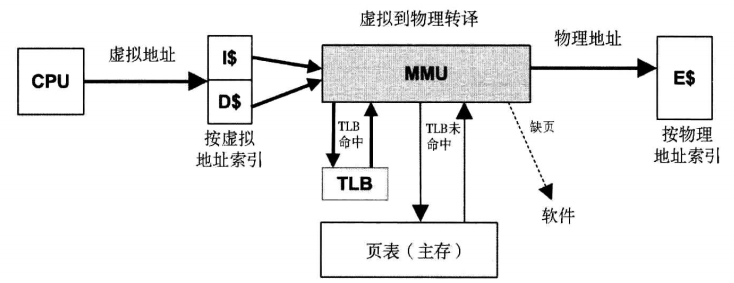 虚拟到物理转译
虚拟地址
物理地址
CPU
I$
D$
MMU
E$
按虚拟
地址索引
TLB
命中
TLB未
命中
缺页
按物理
地址索引
TLB
软件
页表（主存）